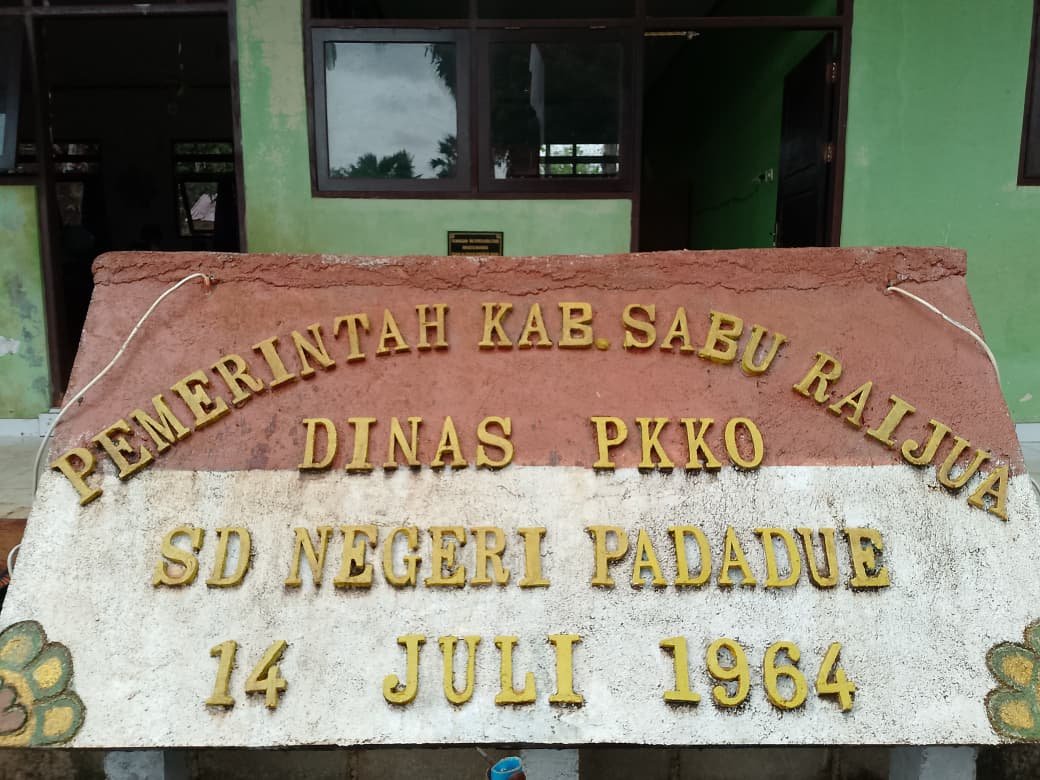 PEMERINTAH KAB. SABU RAIJUA
DINAS PKKO
SD NEGERI PADADUE
14 JULI 1964